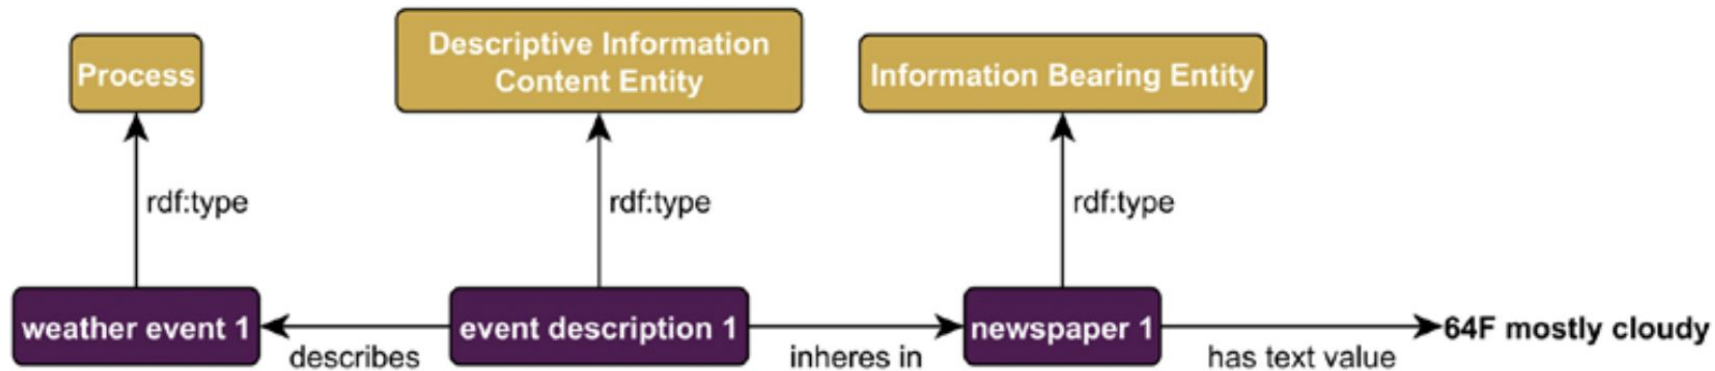 Process
Descriptive Information
Content Entity
Information Bearing Entity
rdf:type
rdf:type
rdf:type
weather event 1
describes
event description 1
inheres in
newspaper 1
has text value
64F mostly cloudy